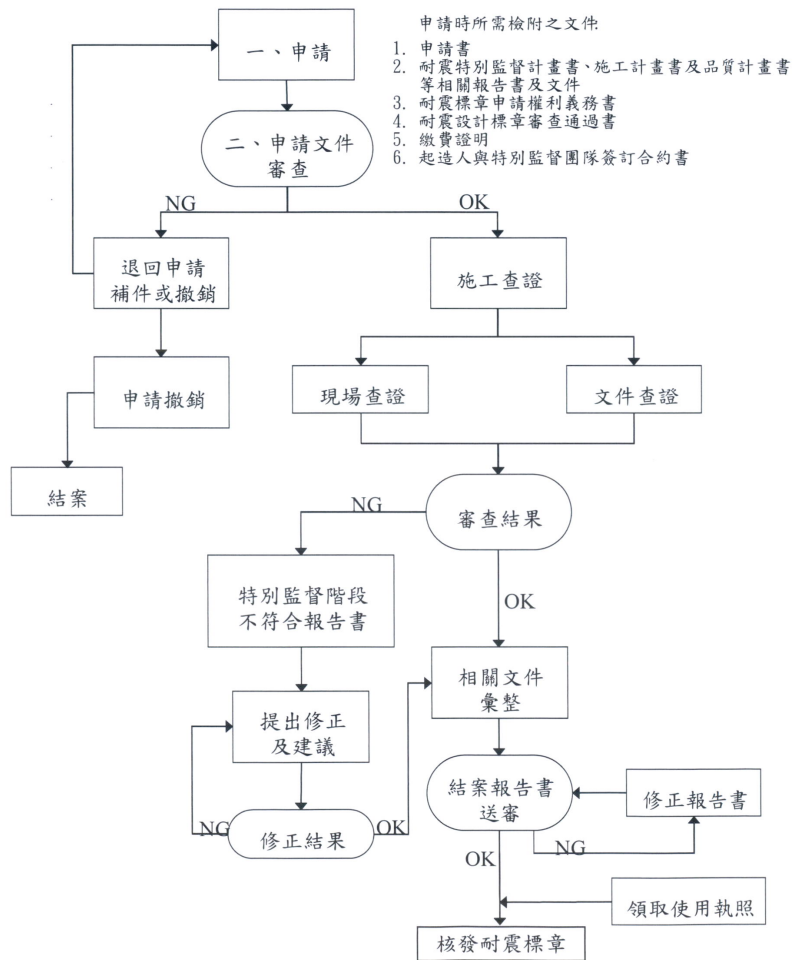 申請時所需檢附之文件:
1. 申請書
2. 耐震特別監督計畫書、施工計畫書及品質計畫書
等相關報告書及文件
3. 耐震標章申請權利義務書
4. 耐震設計標章審查通過書
5. 繳費證明
6. 起造人與特別監督團隊簽訂合約書
一、申請
二、申請文件
審查
NG
OK
退回申請
補件或撤銷
施工查證
申請撤銷
現場查證
文件查證
結案
NG
審查結果
OK
特別監督階段
不符合報告書
相關文件
彙整
提出修正
及建議
結案報告書
送審
修正報告書
NG
修正結果
OK
OK
NG
領取使用執照
核發耐震標章